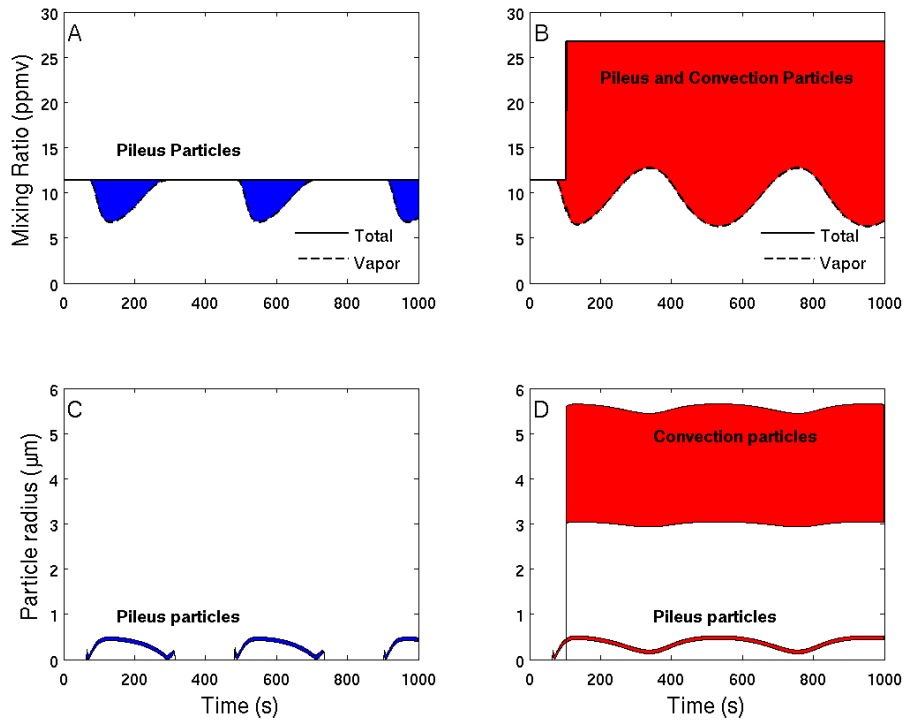 A
30
25
20
15
10
5
0
Mixing Ratio (ppmv)
Pileus Particles
Total
Vapor
0 200 400 600 800 1000
B
30
25
20
15
10
5
0
Pileus and Convection Particles
Total
Vapor
0 200 400 600 800 1000
C
6
5
4
3
2
1
0
Particle radius (μm)
Pileus particles
0 200 400 600 800 1000
Time (s)
D
6
5
4
3
2
1
0
Convection particles
Pileus particles
0 200 400 600 800 1000
Time (s)